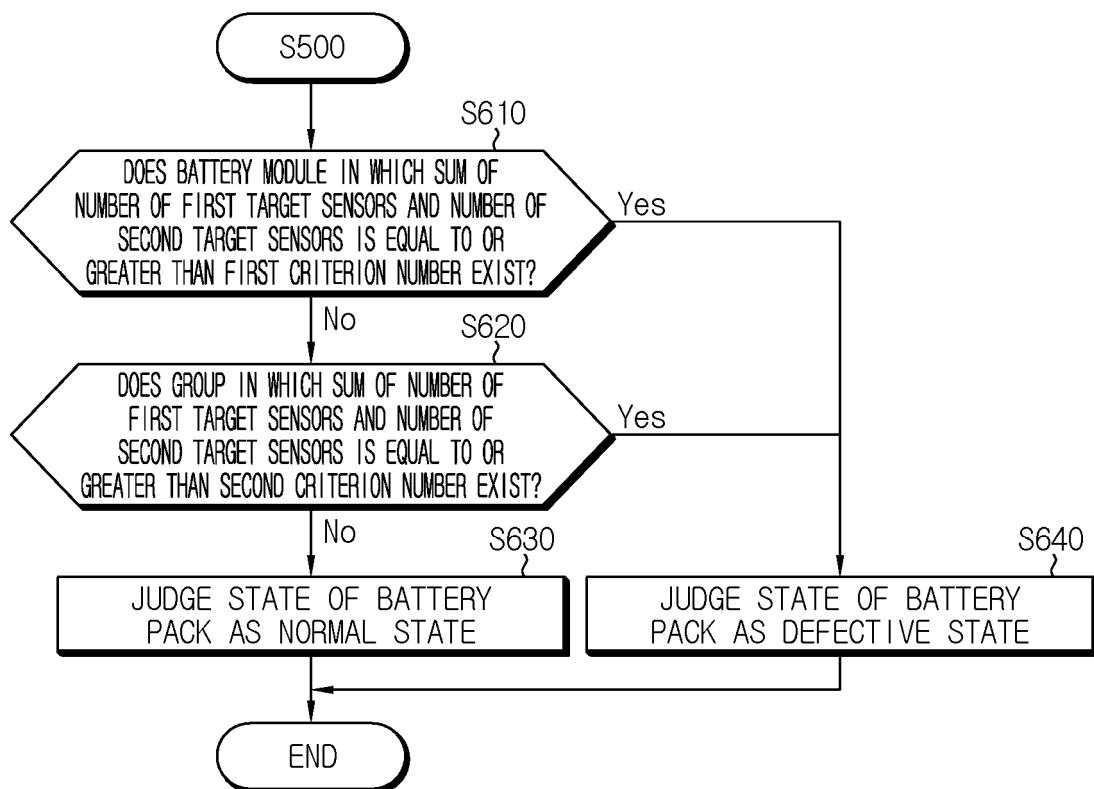 S500
S610
DOES BATTERY MODULE IN WHICH SUM OF
NUMBER OF FIRST TARGET SENSORS AND NUMBER OF
SECOND TARGET SENSORS IS EQUAL TO OR
GREATER THAN FIRST CRITERION NUMBER EXIST?
Yes
No
S620
DOES GROUP IN WHICH SUM OF NUMBER OF
FIRST TARGET SENSORS AND NUMBER OF
SECOND TARGET SENSORS IS EQUAL TO OR
GREATER THAN SECOND CRITERION NUMBER EXIST?
Yes
No
S630
JUDGE STATE OF BATTERY
PACK AS NORMAL STATE
S640
JUDGE STATE OF BATTERY
PACK AS DEFECTIVE STATE
END